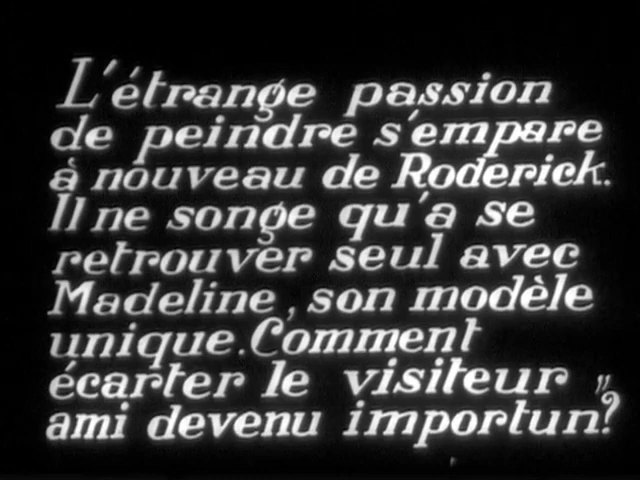 L'étrange passion
de peindre s'empare
à nouveau de Roderick.
Il ne songe qu'a se
retrouver seul avec
Madeline, son modèle
unique. Comment
écarter le visiteur „
ami devenu importun?